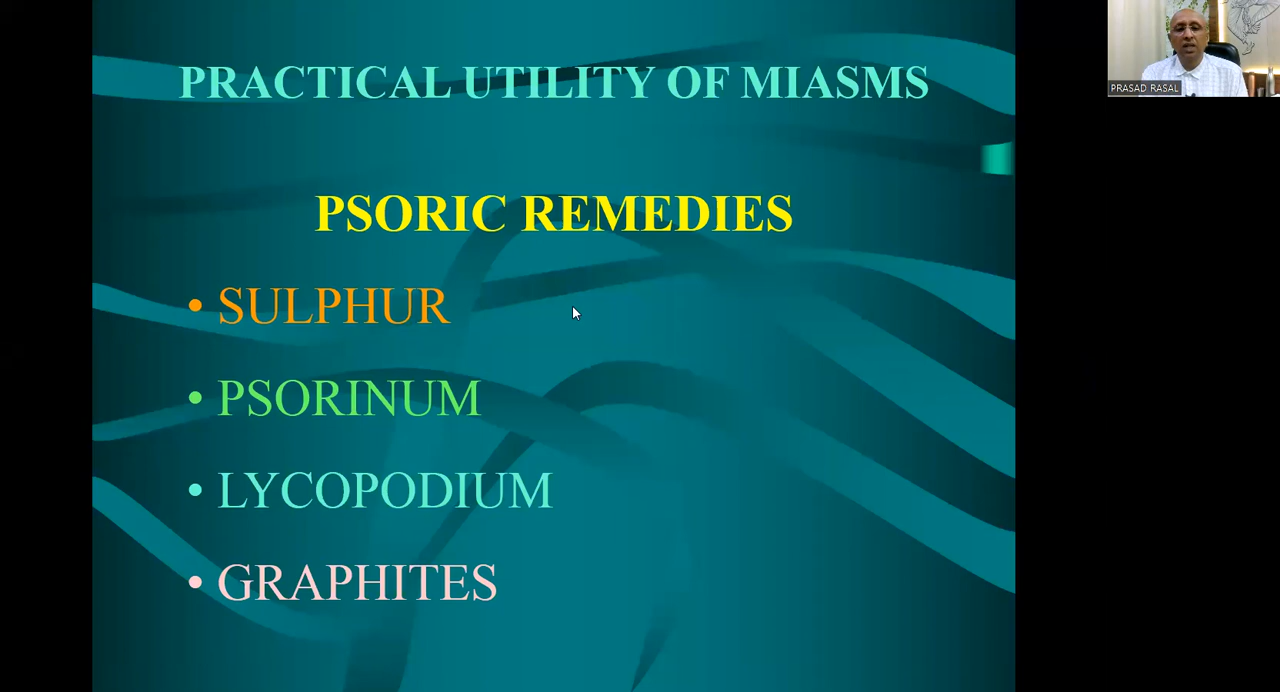 PRACTICAL UTILITY OF MIASMS
PSORIC REMEDIES
• SULPHUR
• PSORINUM
• LYCOPODIUM
• GRAPHITES
PRASAD RASAL